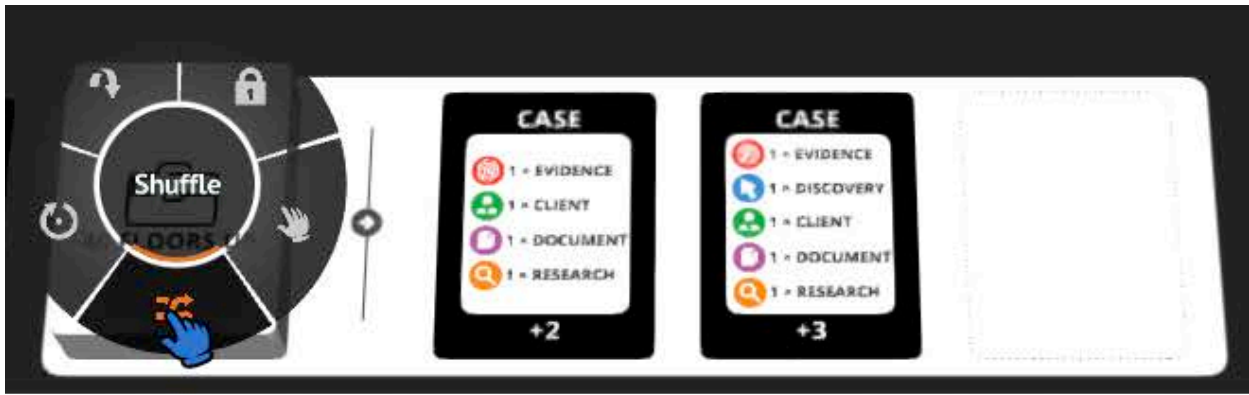 Shuffle
FLOORS
CASE
1 × EVIDENCE
1 × CLIENT
1 × DOCUMENT
1 × RESEARCH
+2
CASE
1 × EVIDENCE
1 × DISCOVERY
1 × CLIENT
1 × DOCUMENT
1 × RESEARCH
+3
1